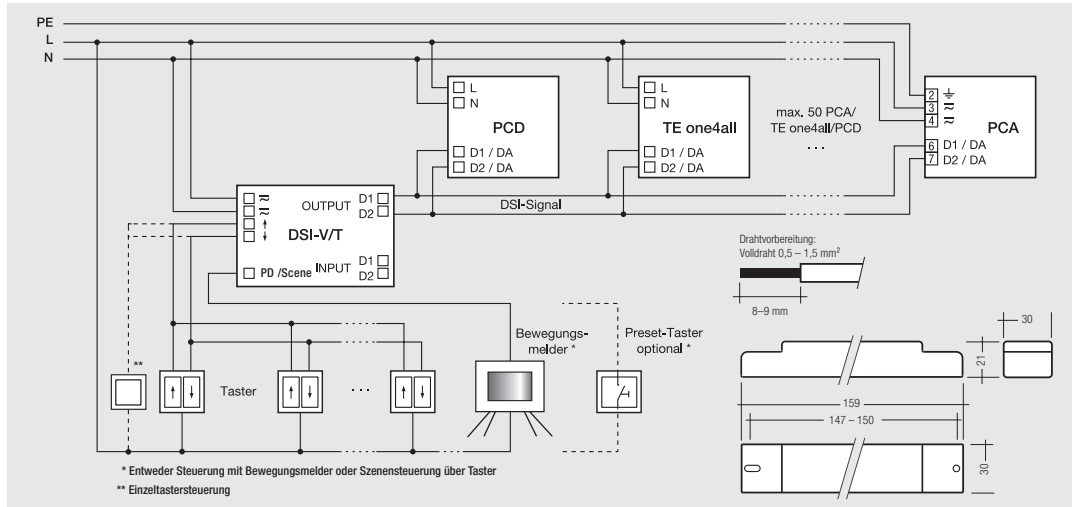 PE
L
N
L
N
PCD
D1 / DA
D2 / DA
L
N
TE one4all
D1 / DA
D2 / DA
max. 50 PCA/
TE one4all/PCD
...
2
3
4
PCA
6 D1 / DA
7 D2 / DA
OUTPUT D1
D2
DSI-V/T
PD /Scene
INPUT D1
D2
DSI-Signal
Drahtvorbereitung:
Volldraht 0,5 – 1,5 mm²
8–9 mm
**
Taster
...
Bewegungs-
melder *
Preset-Taster
optional *
30
21
159
147 – 150
30
* Entweder Steuerung mit Bewegungsmelder oder Szenensteuerung über Taster
** Einzeltastersteuerung